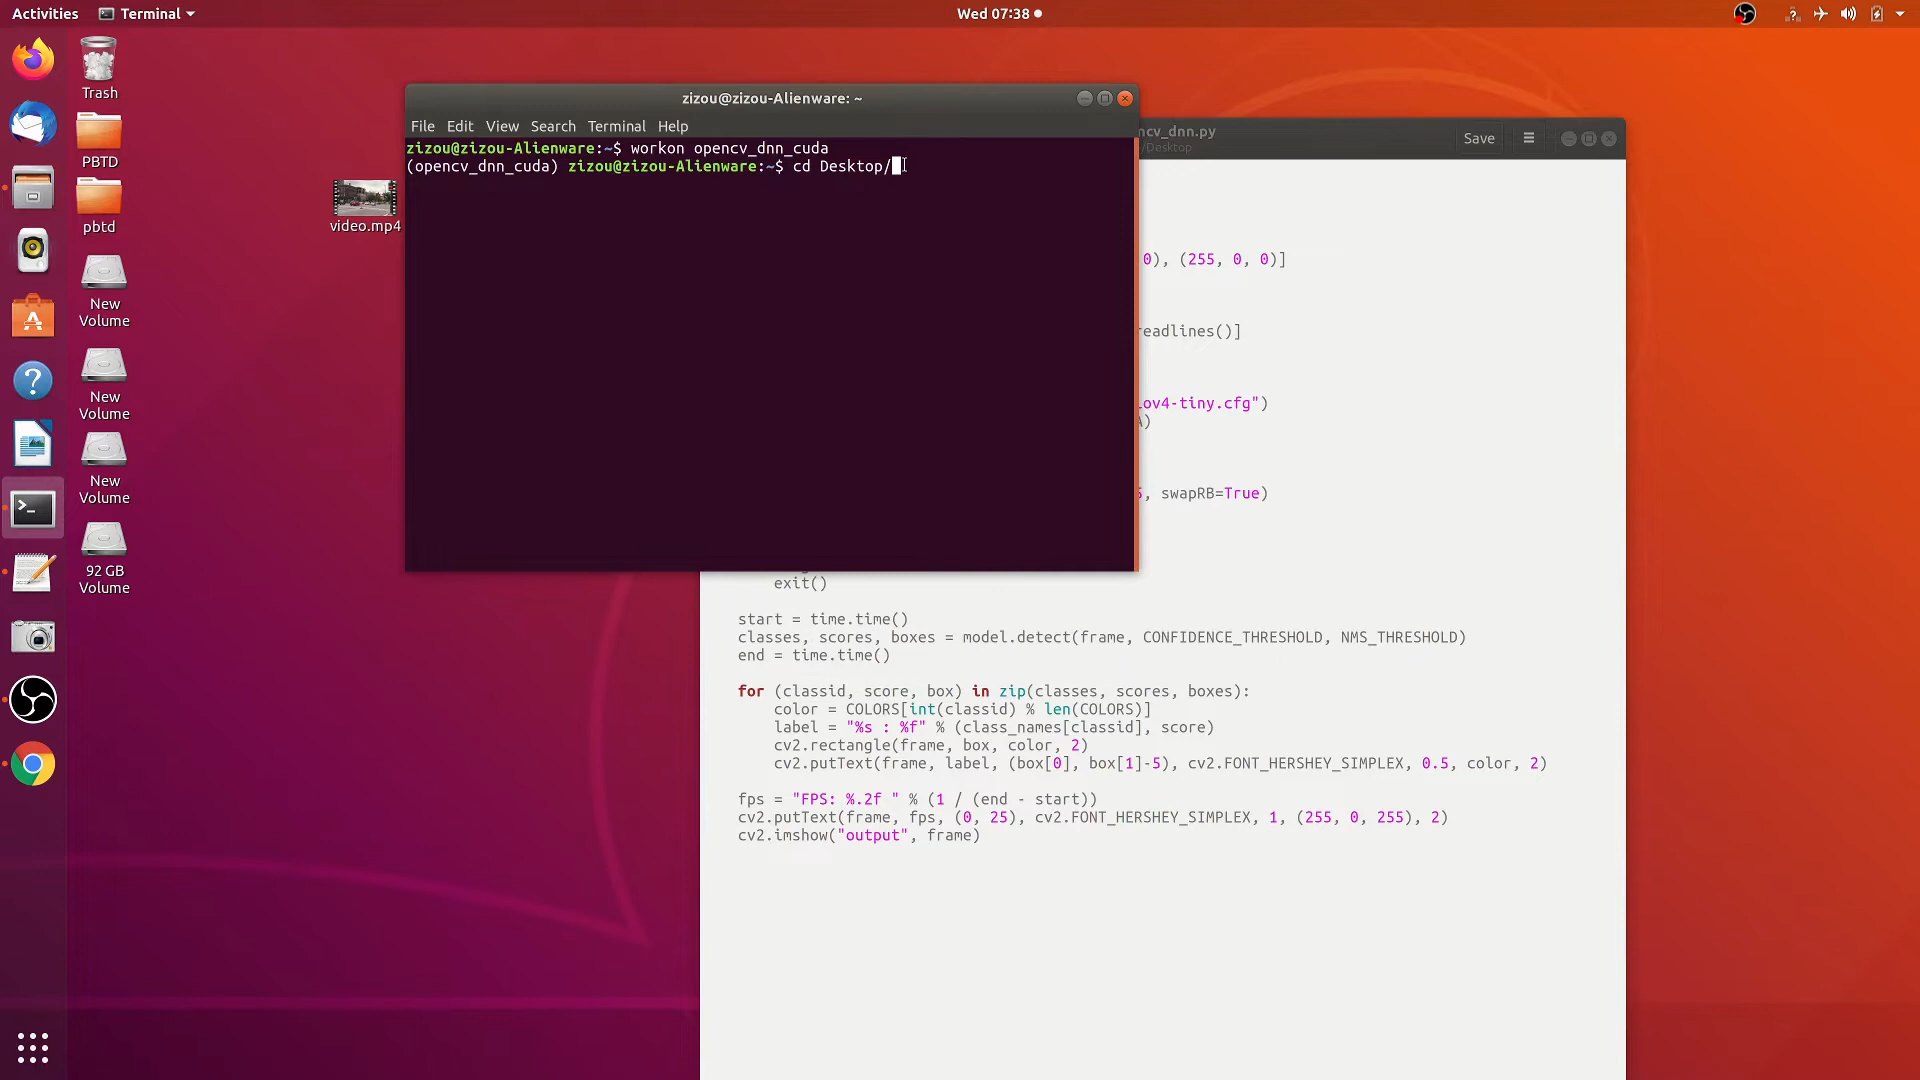 Activities
Terminal
Wed 07:38
Trash
PBTD
pbtd
video.mp4
New
Volume
New
Volume
New
Volume
92 GB
Volume
zizou@zizou-Alienware: ~
File Edit View Search Terminal Help
zizou@zizou-Alienware:~$ workon opencv_dnn_cuda
(opencv_dnn_cuda) zizou@zizou-Alienware:~$ cd Desktop/
ncv_dnn.py
/Desktop
Save
0), (255, 0, 0)]
readlines()]
lov4-tiny.cfg")
A)
5, swapRB=True)
exit()
start = time.time()
classes, scores, boxes = model.detect(frame, CONFIDENCE_THRESHOLD, NMS_THRESHOLD)
end = time.time()
for (classid, score, box) in zip(classes, scores, boxes):
color = COLORS[int(classid) % len(COLORS)]
label = "%s : %f" % (class_names[classid], score)
cv2.rectangle(frame, box, color, 2)
cv2.putText(frame, label, (box[0], box[1]-5), cv2.FONT_HERSHEY_SIMPLEX, 0.5, color, 2)
fps = "FPS: %.2f " % (1 / (end - start))
cv2.putText(frame, fps, (0, 25), cv2.FONT_HERSHEY_SIMPLEX, 1, (255, 0, 255), 2)
cv2.imshow("output", frame)